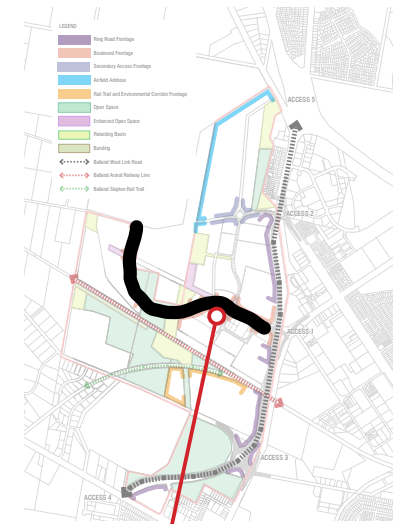 LEGEND
Ring Road Frontage
Boulevard Frontage
Secondary Access Frontage
Airfield Address
Rail Trail and Environmental Corridor Frontage
Open Space
Enhanced Open Space
Retarding Basin
Bunding
Ballarat West Link Road
Ballarat Ararat Railway Line
Ballarat Skipton Rail Trail
ACCESS 5
ACCESS 2
ACCESS 1
ACCESS 3
ACCESS 4